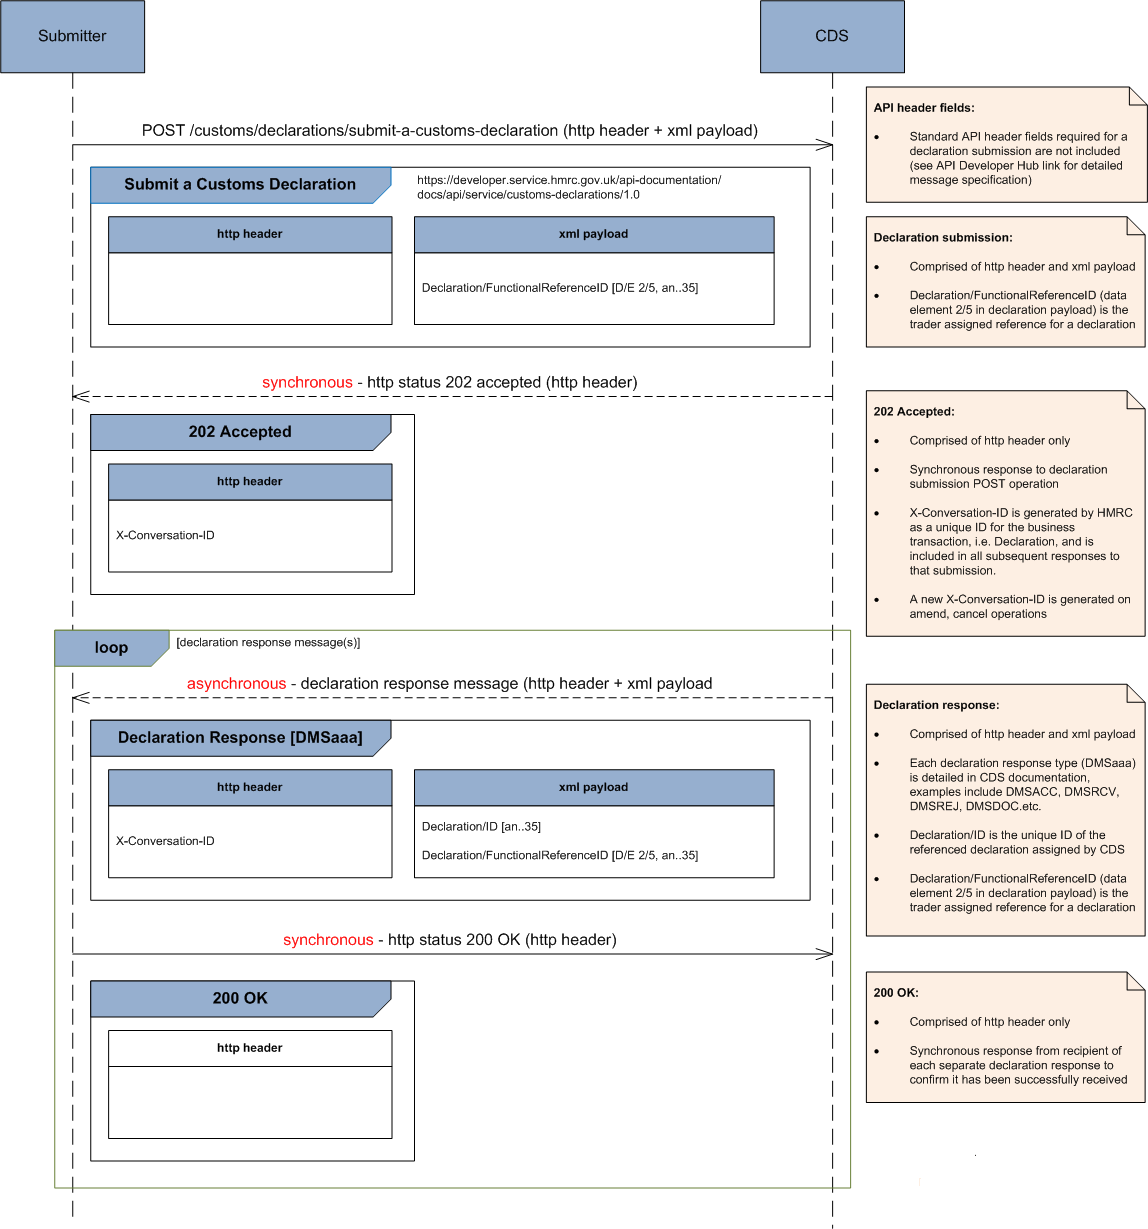 Submitter
CDS
POST /customs/declarations/submit-a-customs-declaration (http header + xml payload)
Submit a Customs Declaration
https://developer.service.hmrc.gov.uk/api-documentation/
docs/api/service/customs-declarations/1.0
http header
xml payload
Declaration/FunctionalReferenceID [D/E 2/5, an..35]
API header fields:
• Standard API header fields required for a
declaration submission are not included
(see API Developer Hub link for detailed
message specification)
Declaration submission:
• Comprised of http header and xml payload
• Declaration/FunctionalReferenceID (data
element 2/5 in declaration payload) is the
trader assigned reference for a declaration
synchronous - http status 202 accepted (http header)
202 Accepted
http header
X-Conversation-ID
202 Accepted:
• Comprised of http header only
• Synchronous response to declaration
submission POST operation
• X-Conversation-ID is generated by HMRC
as a unique ID for the business
transaction, i.e. Declaration, and is
included in all subsequent responses to
that submission.
• A new X-Conversation-ID is generated on
amend, cancel operations
loop
[declaration response message(s)]
asynchronous - declaration response message (http header + xml payload
Declaration Response [DMSaaa]
http header
X-Conversation-ID
xml payload
Declaration/ID [an..35]
Declaration/FunctionalReferenceID [D/E 2/5, an..35]
Declaration response:
• Comprised of http header and xml payload
• Each declaration response type (DMSaaa)
is detailed in CDS documentation,
examples include DMSACC, DMSRCV,
DMSREJ, DMSDOC.etc.
• Declaration/ID is the unique ID of the
referenced declaration assigned by CDS
• Declaration/FunctionalReferenceID (data
element 2/5 in declaration payload) is the
trader assigned reference for a declaration
synchronous - http status 200 OK (http header)
200 OK
http header
200 OK:
• Comprised of http header only
• Synchronous response from recipient of
each separate declaration response to
confirm it has been successfully received